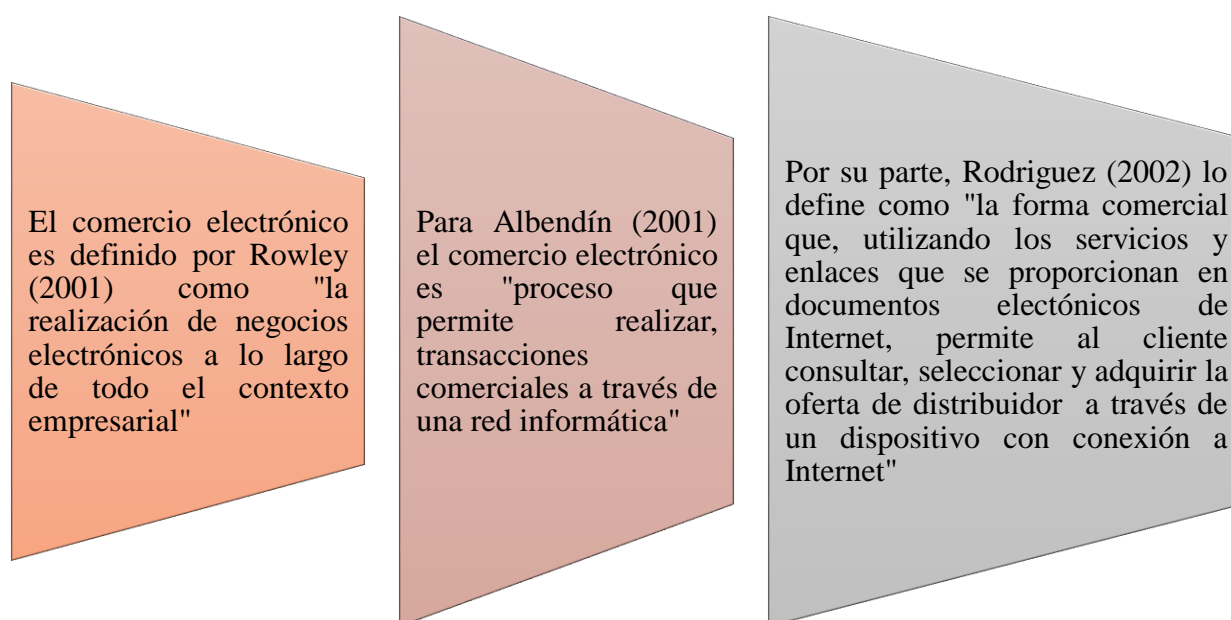 El comercio electrónico
es definido por Rowley
(2001) como "la
realización de negocios
electrónicos a lo largo
de todo el contexto
empresarial"
Para Albendín (2001)
el comercio electrónico
es "proceso que
permite realizar,
transacciones
comerciales a través de
una red informática"
Por su parte, Rodriguez (2002) lo
define como "la forma comercial
que, utilizando los servicios y
enlaces que se proporcionan en
documentos electónicos de
Internet, permite al cliente
consultar, seleccionar y adquirir la
oferta de distribuidor a través de
un dispositivo con conexión a
Internet"